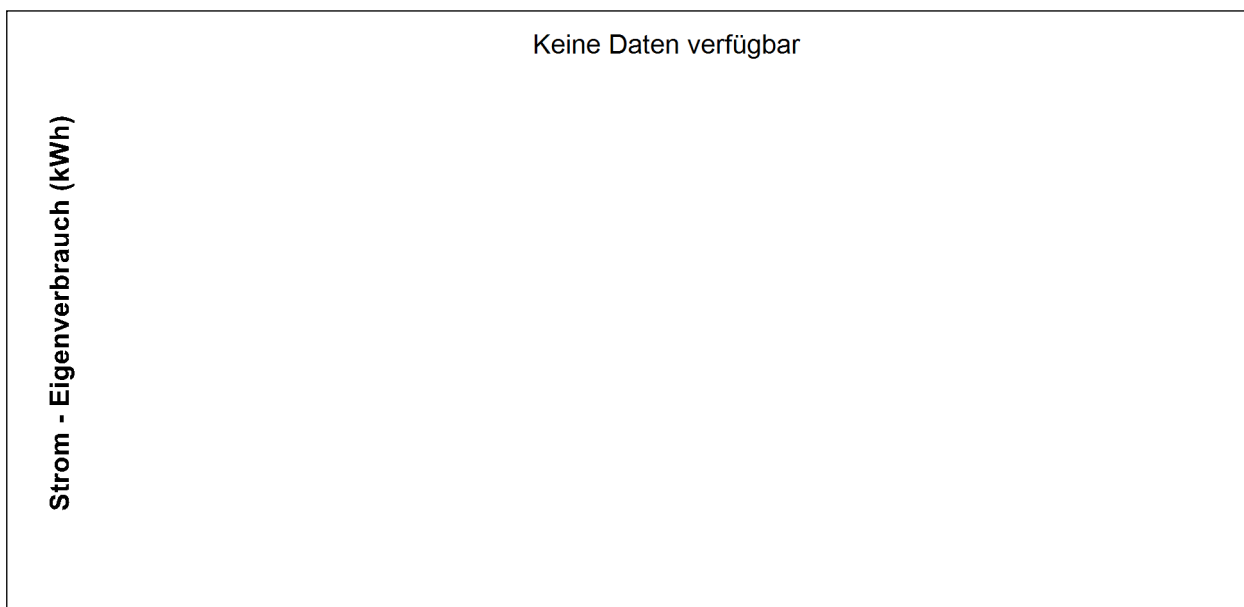 Keine Daten verfügbar
Strom - Eigenverbrauch (kWh)